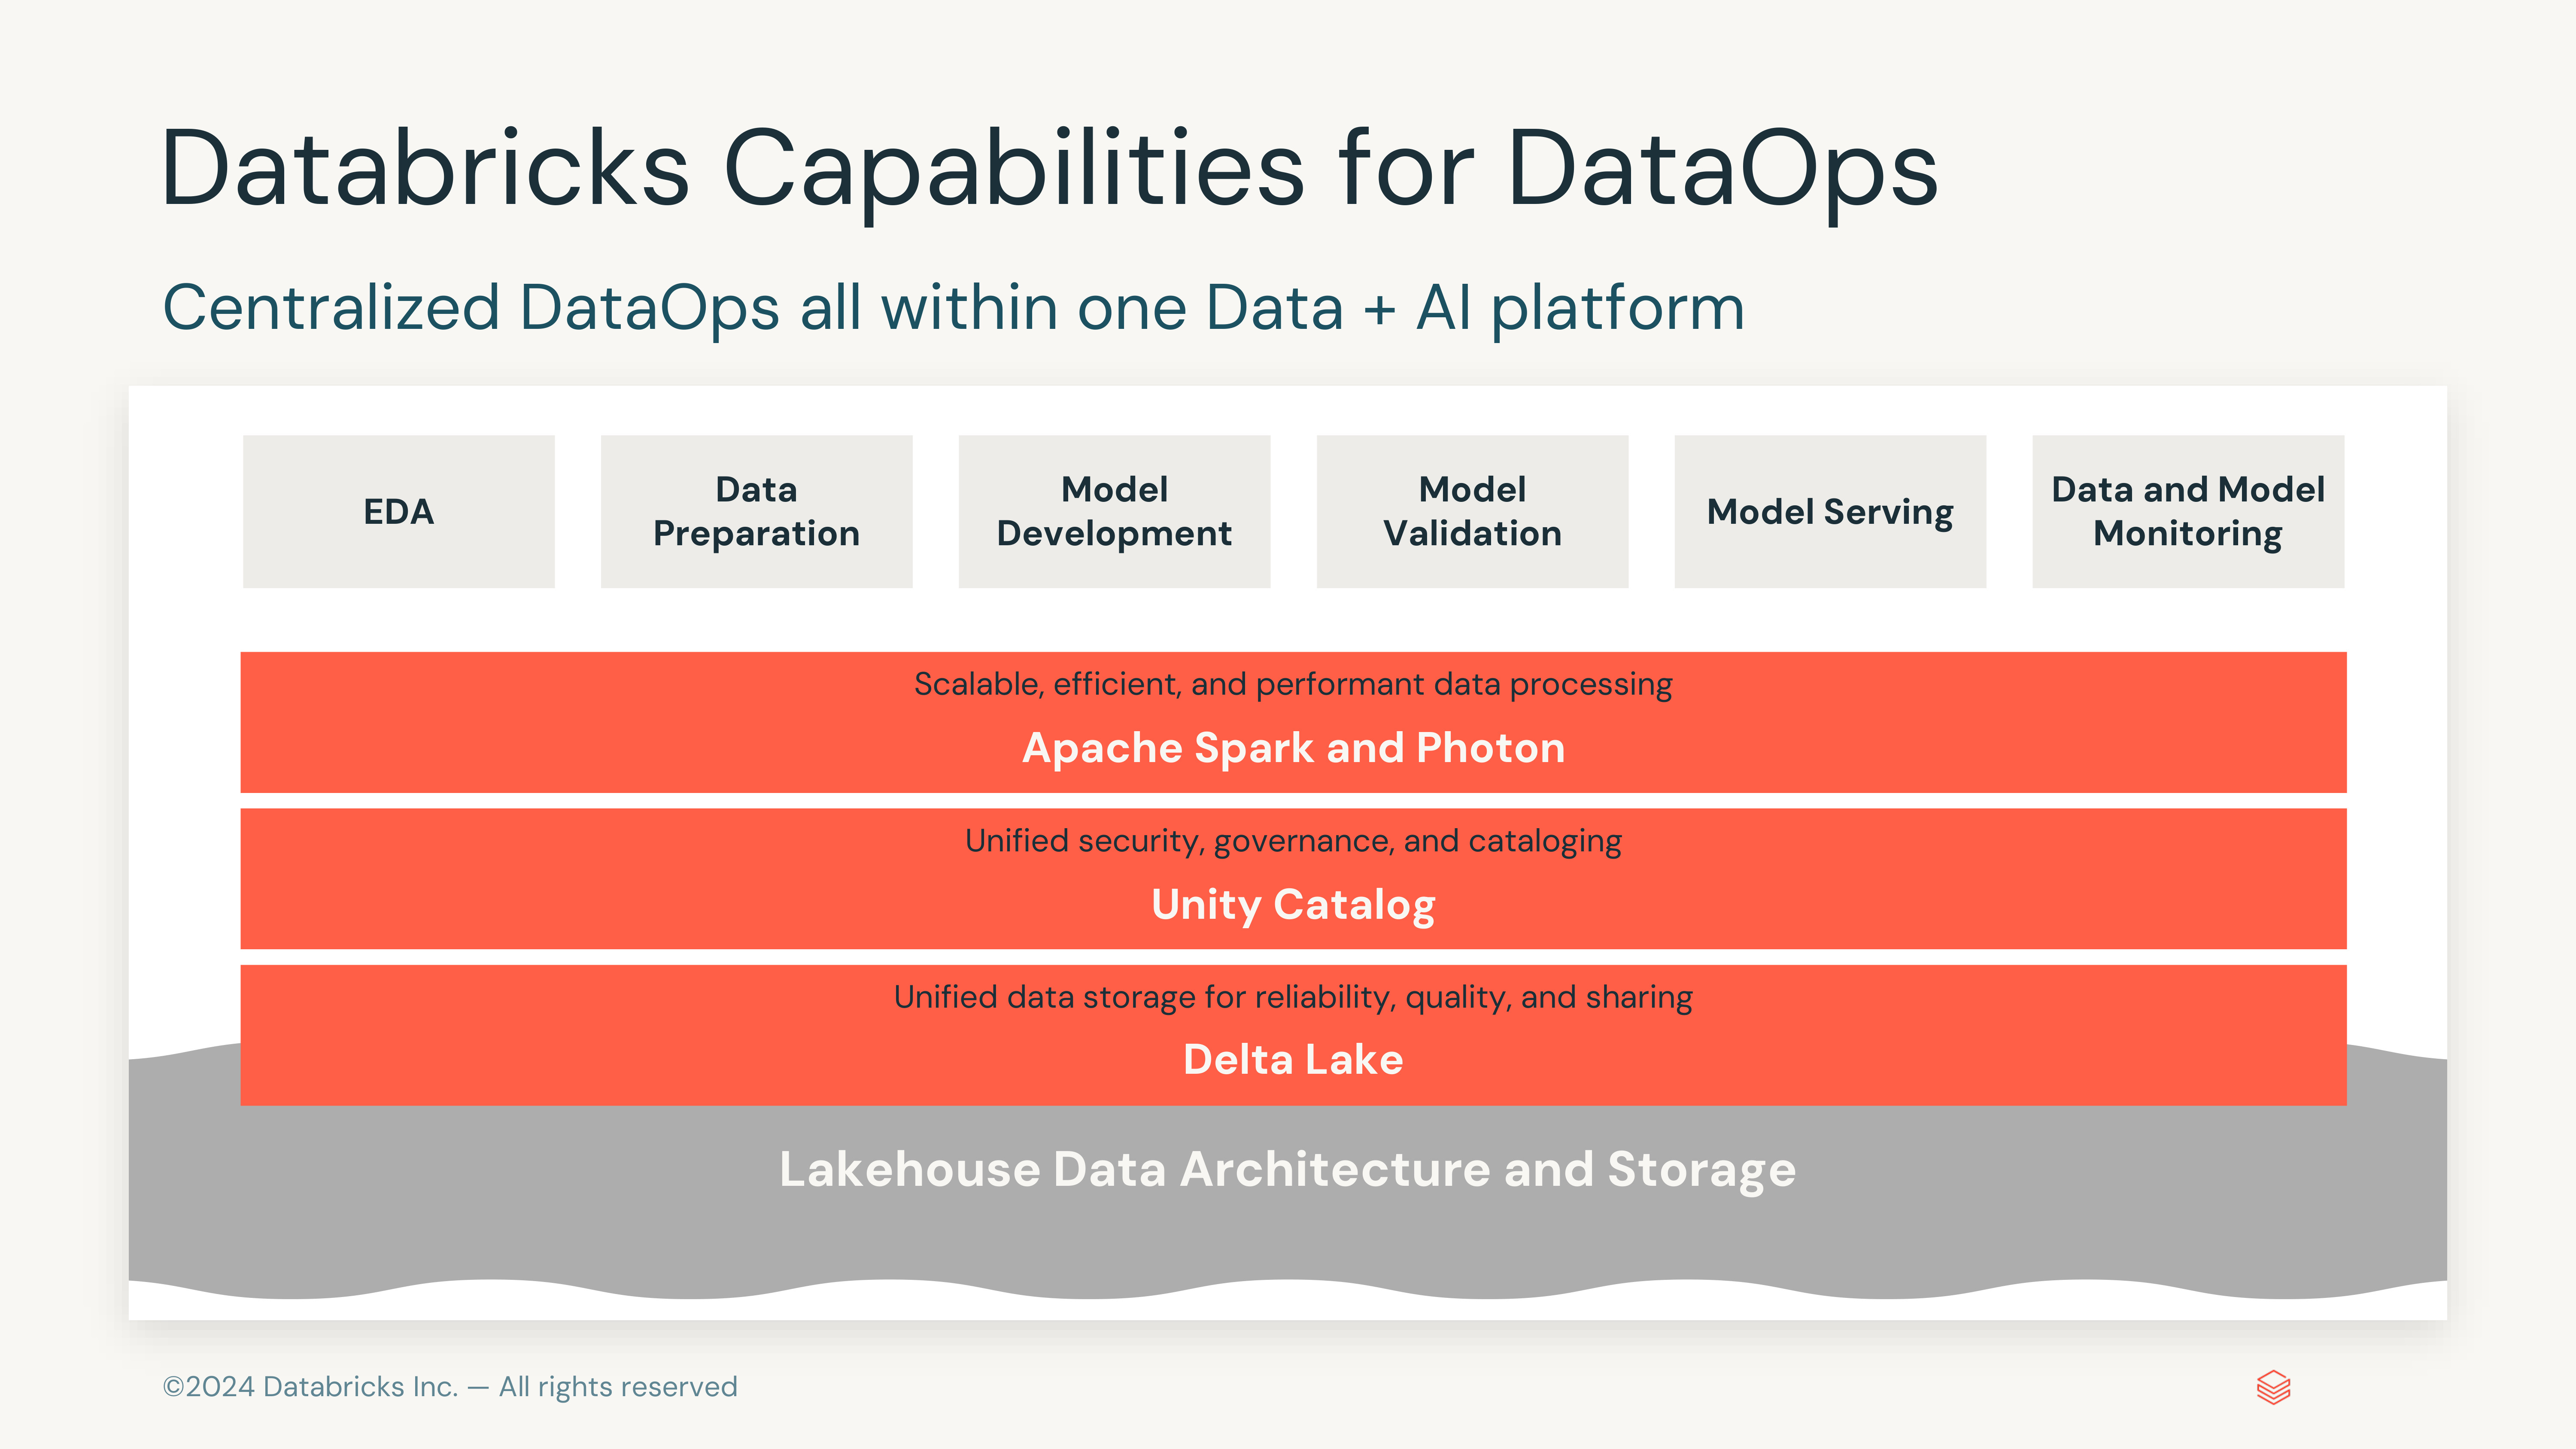 Databricks Capabilities for DataOps
Centralized DataOps all within one Data + AI platform
EDA
Data
Preparation
Model
Development
Model
Validation
Model Serving
Data and Model
Monitoring
Scalable, efficient, and performant data processing
Apache Spark and Photon
Unified security, governance, and cataloging
Unity Catalog
Unified data storage for reliability, quality, and sharing
Delta Lake
Lakehouse Data Architecture and Storage
©2024 Databricks Inc. — All rights reserved